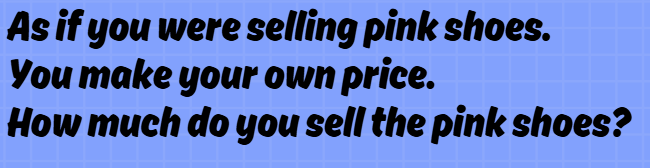 As if you were selling pink shoes.
You make your own price.
How much do you sell the pink shoes?